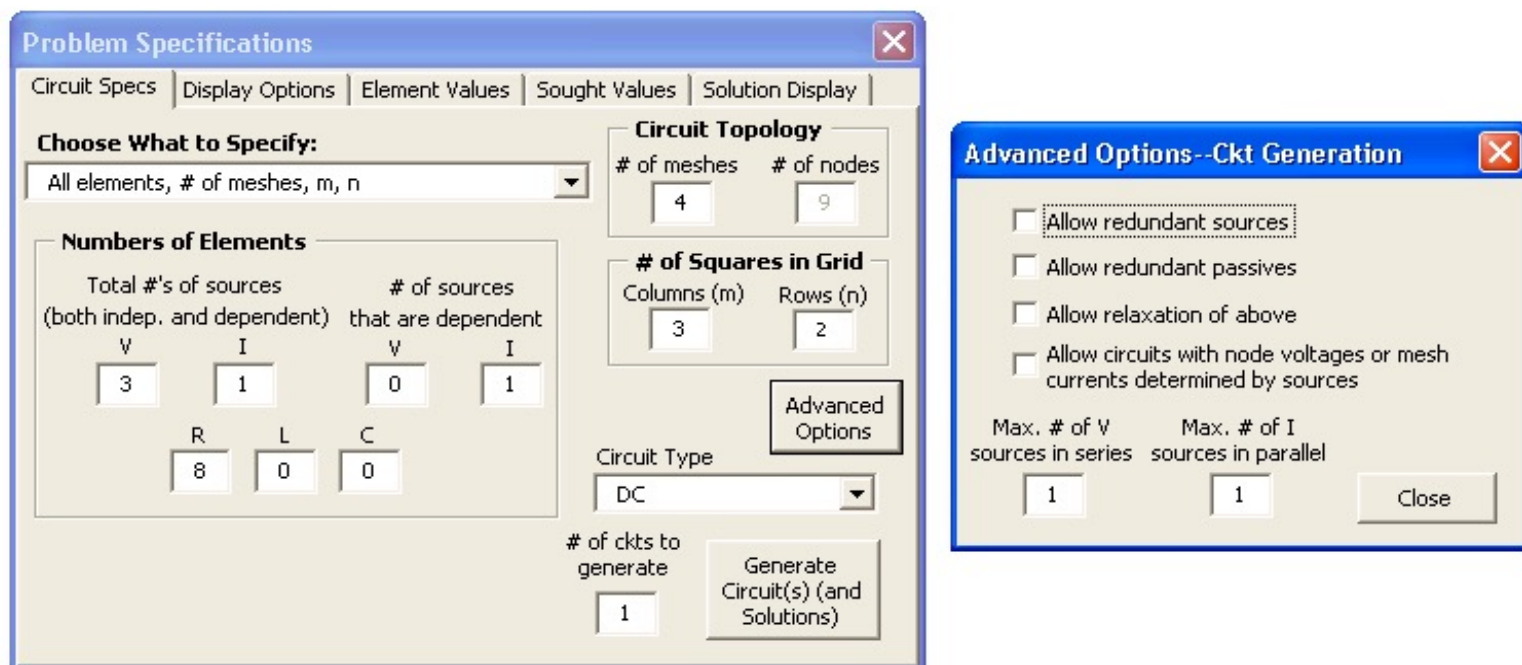 Problem Specifications
Circuit Specs
Display Options
Element Values
Sought Values
Solution Display
Choose What to Specify:
All elements, # of meshes, m, n
Circuit Topology
# of meshes
# of nodes
4
9
Numbers of Elements
Total #'s of sources
(both indep. and dependent)
# of sources
that are dependent
V
I
V
I
3
1
0
1
R
L
C
8
0
0
# of Squares in Grid
Columns (m)
Rows (n)
3
2
Advanced
Options
Circuit Type
DC
# of ckts to
generate
1
Generate
Circuit(s) (and
Solutions)
Advanced Options--Ckt Generation
Allow redundant sources
Allow redundant passives
Allow relaxation of above
Allow circuits with node voltages or mesh
currents determined by sources
Max. # of V
sources in series
Max. # of I
sources in parallel
1
1
Close